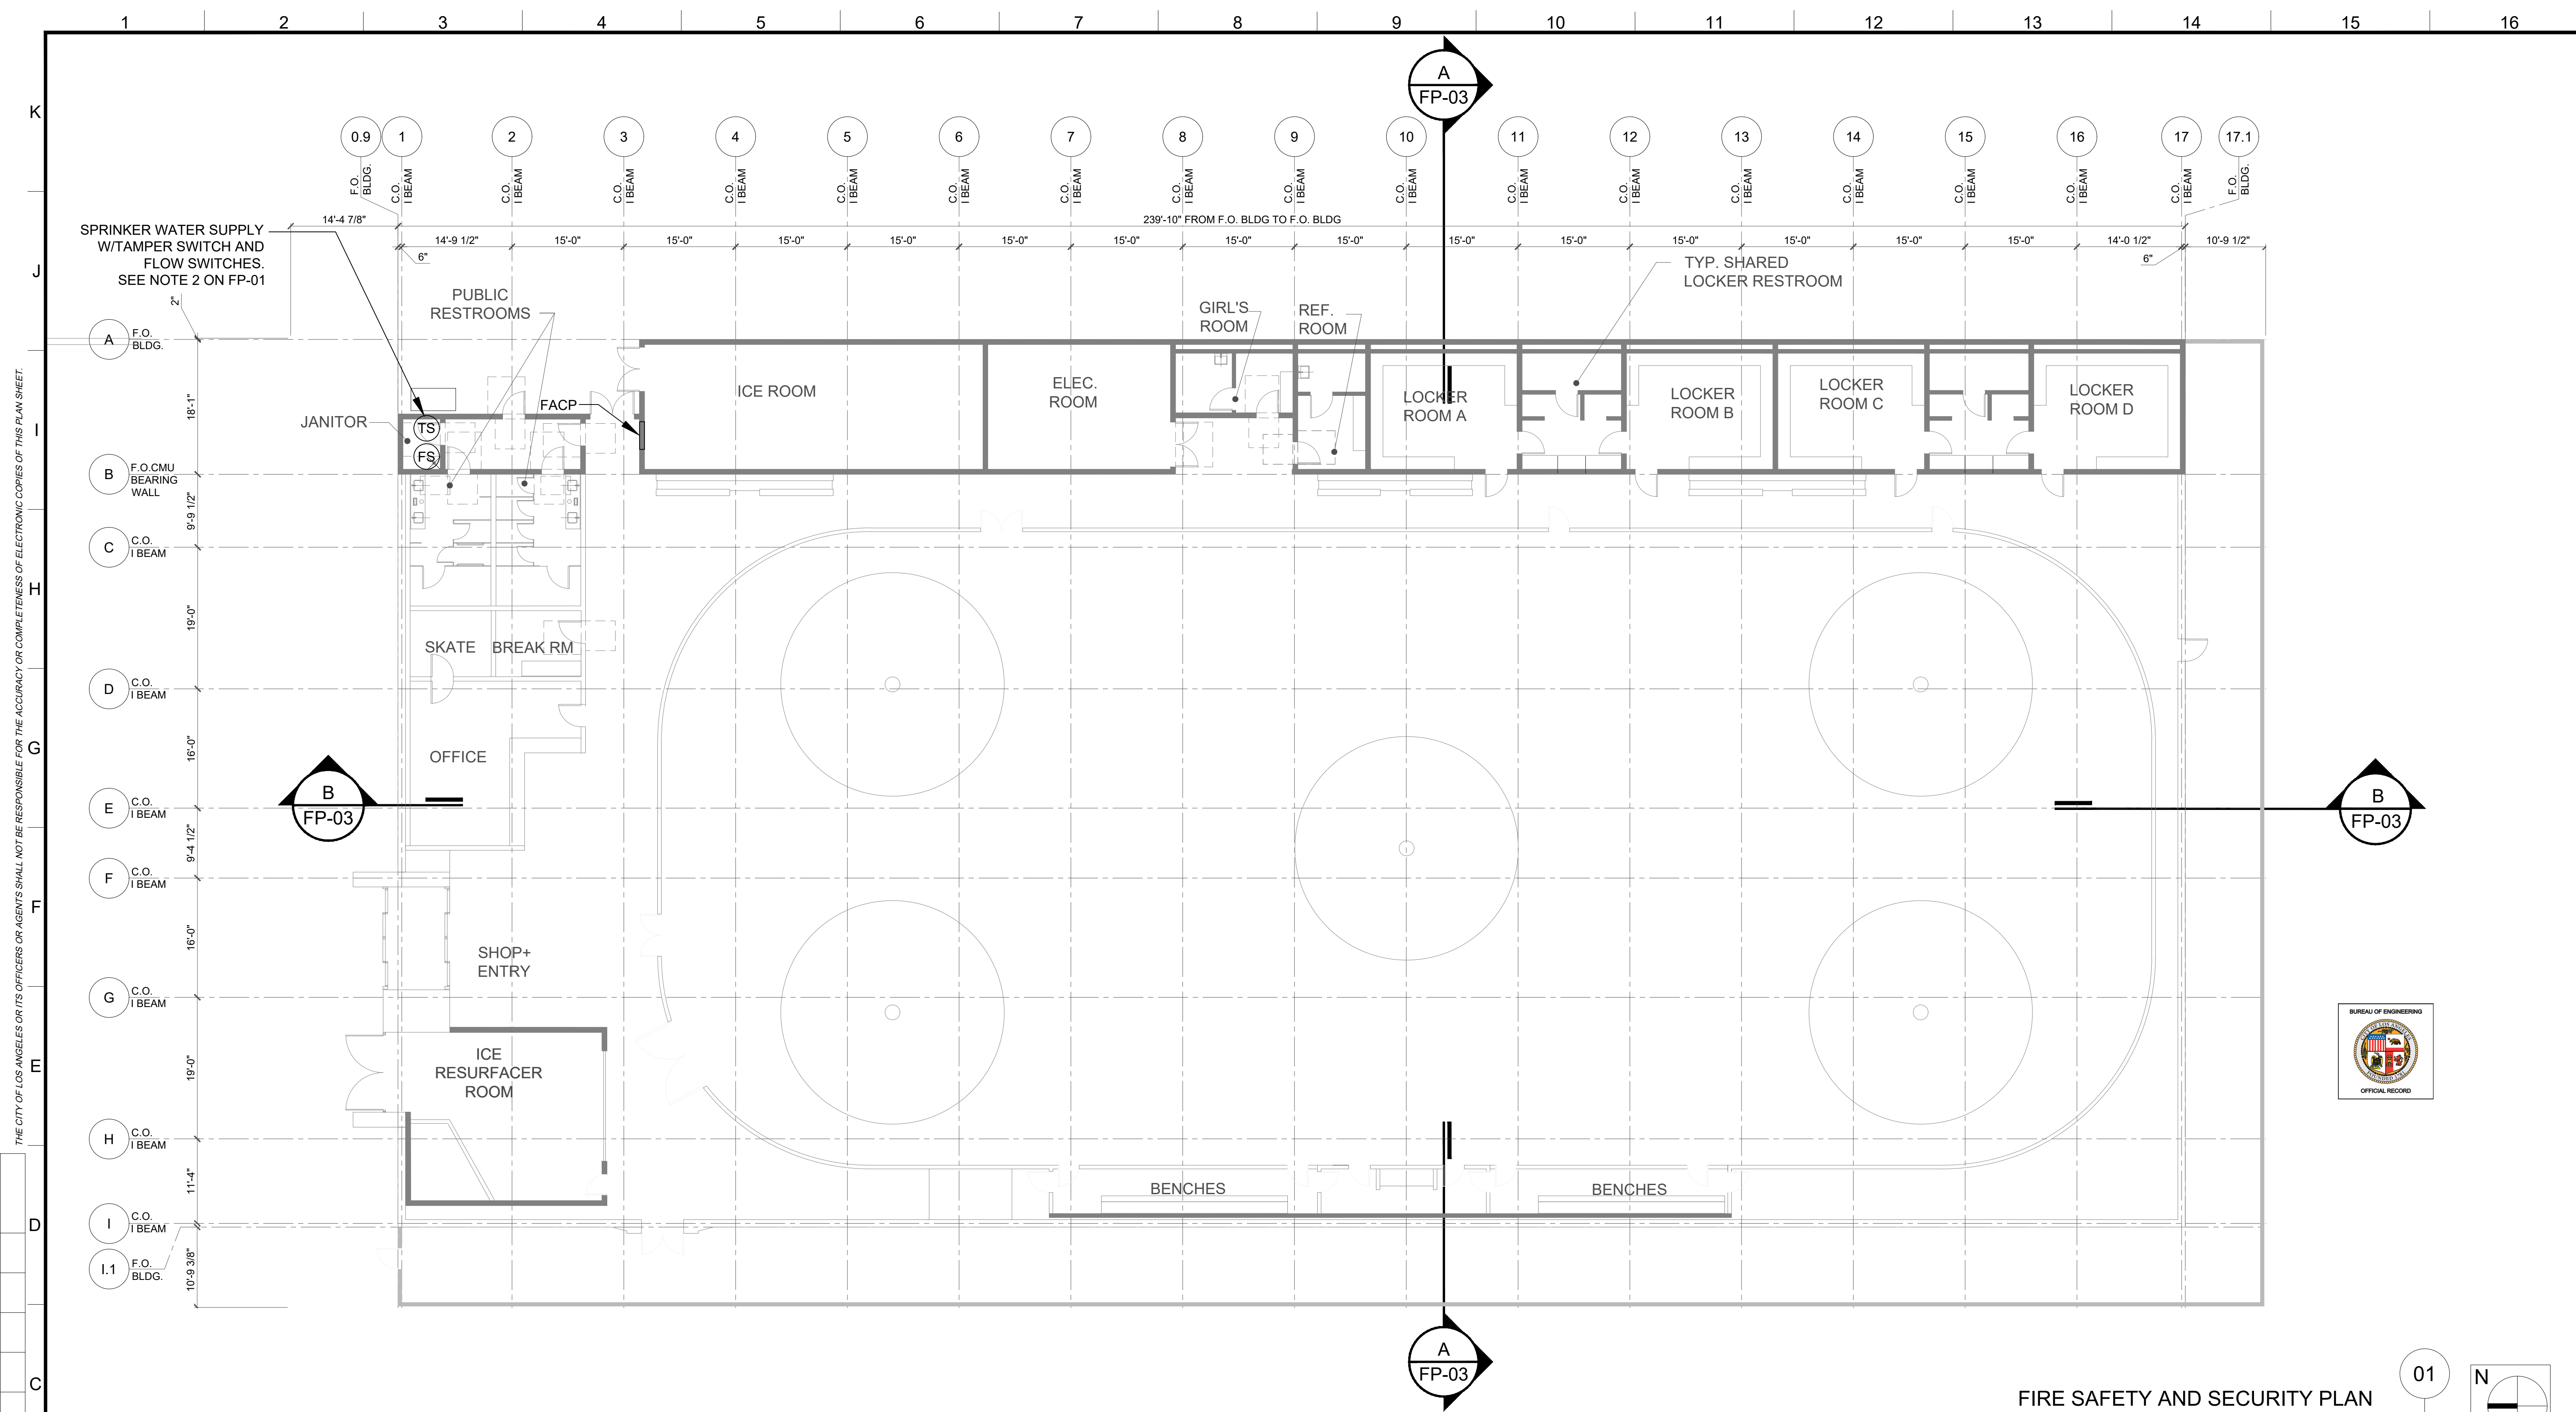 1 2 3 4 5 6 7 8 9 10 11 12 13 14 15 16
K
J
I
H
G
F
E
D
C
THE CITY OF LOS ANGELES OR ITS OFFICERS OR AGENTS SHALL NOT BE RESPONSIBLE FOR THE ACCURACY OR COMPLETENESS OF ELECTRONIC COPIES OF THIS PLAN SHEET.
A
FP-03
0.9 1 2 3 4 5 6 7 8 9 10 11 12 13 14 15 16 17 17.1
F.O.
BLDG.
C.O.
I BEAM
C.O.
I BEAM
C.O.
I BEAM
C.O.
I BEAM
C.O.
I BEAM
C.O.
I BEAM
C.O.
I BEAM
C.O.
I BEAM
C.O.
I BEAM
C.O.
I BEAM
C.O.
I BEAM
C.O.
I BEAM
C.O.
I BEAM
C.O.
I BEAM
C.O.
I BEAM
C.O.
I BEAM
C.O.
I BEAM
F.O.
BLDG.
14'-4 7/8" 239'-10" FROM F.O. BLDG TO F.O. BLDG
14'-9 1/2" 15'-0" 15'-0" 15'-0" 15'-0" 15'-0" 15'-0" 15'-0" 15'-0" 15'-0" 15'-0" 15'-0" 15'-0" 15'-0" 15'-0" 14'-0 1/2" 10'-9 1/2"
6" 6"
SPRINKER WATER SUPPLY
W/TAMPER SWITCH AND
FLOW SWITCHES.
SEE NOTE 2 ON FP-01
2"
PUBLIC
RESTROOMS
GIRL'S
ROOM
REF.
ROOM
TYP. SHARED
LOCKER RESTROOM
A
F.O.
BLDG.
18'-1"
JANITOR
TS
FS
FACP
ICE ROOM
ELEC.
ROOM
LOCKER
ROOM A
LOCKER
ROOM B
LOCKER
ROOM C
LOCKER
ROOM D
B
F.O.CMU
BEARING
WALL
9'-9 1/2"
C
C.O.
I BEAM
19'-0"
SKATE
BREAK RM
D
C.O.
I BEAM
16'-0"
OFFICE
B
FP-03
B
FP-03
E
C.O.
I BEAM
9'-4 1/2"
F
C.O.
I BEAM
16'-0"
SHOP+
ENTRY
G
C.O.
I BEAM
19'-0"
ICE
RESURFACER
ROOM
BUREAU OF ENGINEERING
CITY OF LOS ANGELES
FOUNDED 1781
OFFICIAL RECORD
H
C.O.
I BEAM
11'-4"
BENCHES
BENCHES
I
C.O.
I BEAM
I.1
F.O.
BLDG.
10'-9 3/8"
A
FP-03
FIRE SAFETY AND SECURITY PLAN
01
N